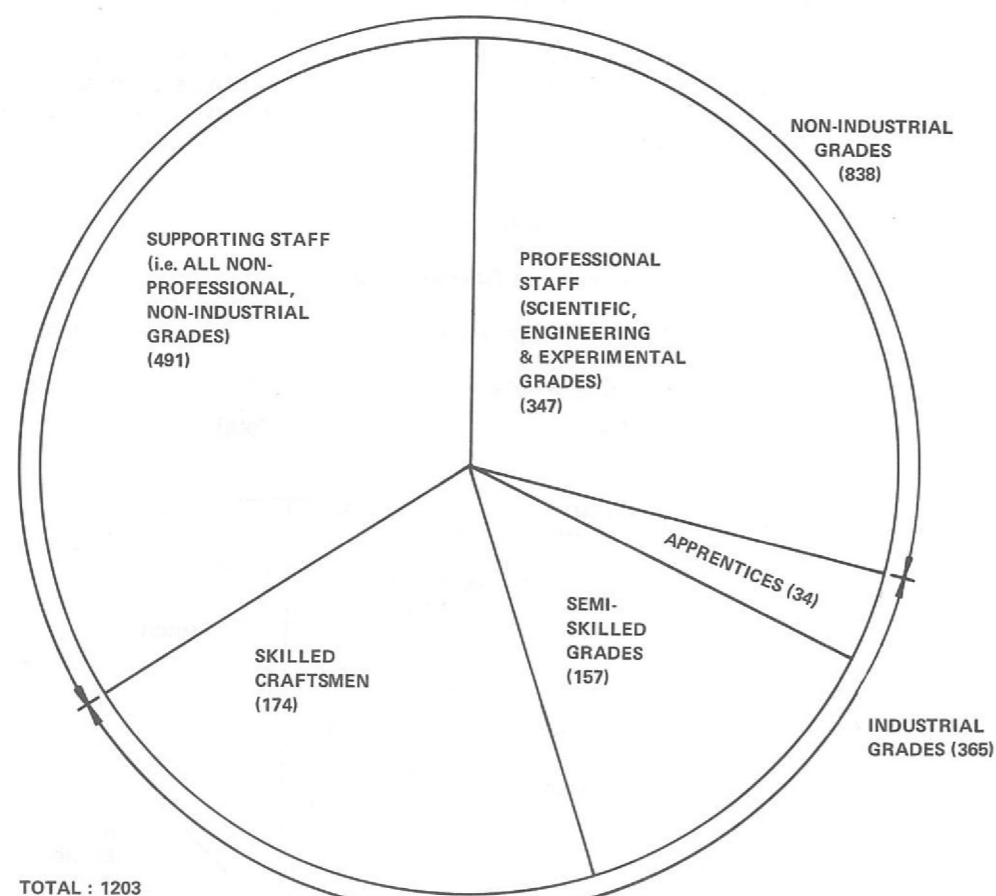 NON-INDUSTRIAL
GRADES
(838)
SUPPORTING STAFF
(i.e. ALL NON-
PROFESSIONAL,
NON-INDUSTRIAL
GRADES)
(491)
PROFESSIONAL
STAFF
(SCIENTIFIC,
ENGINEERING
& EXPERIMENTAL
GRADES)
(347)
APPRENTICES (34)
SEMI-
SKILLED
GRADES
(157)
SKILLED
CRAFTSMEN
(174)
INDUSTRIAL
GRADES (365)
TOTAL : 1203